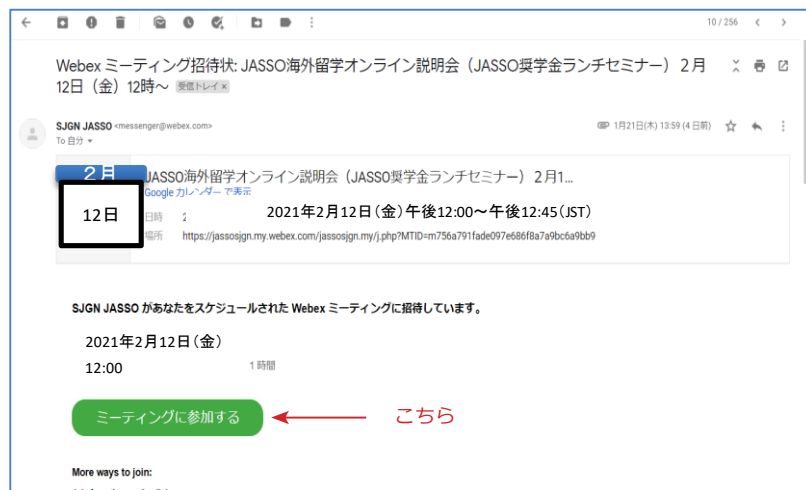 10 / 256
Webex ミーティング招待状: JASSO海外留学オンライン説明会（JASSO奨学金ランチセミナー）２月
12日（金）12時～ 受信トレイ ×
SJGN JASSO <messenger@webex.com>
1月21日(木) 13:59 (4 日前)
To 自分
２月
12日
JASSO海外留学オンライン説明会（JASSO奨学金ランチセミナー）２月1...
Google カレンダー で表示
日時 2021年2月12日（金）午後12:00～午後12:45（JST）
場所 https://jassosjgn.my.webex.com/jassosjgn.my/j.php?MTID=m756a791fade097e686f8a7a9bc6a9bb9
SJGN JASSO があなたをスケジュールされた Webex ミーティングに招待しています。
2021年2月12日（金）
12:00 1 時間
ミーティングに参加する
こちら
More ways to join: